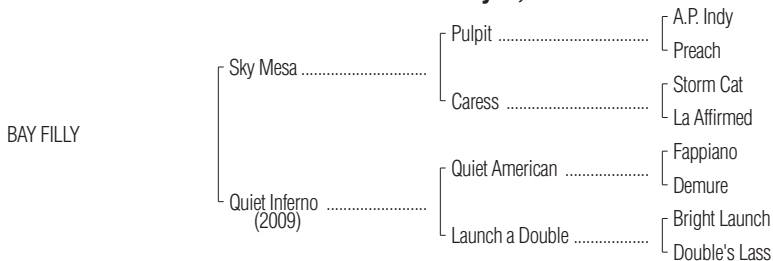 A.P. Indy
Pulpit
Preach
Sky Mesa
Storm Cat
Caress
La Affirmed
BAY FILLY
Fappiano
Quiet American
Demure
Quiet Inferno
(2009)
Bright Launch
Launch a Double
Double's Lass